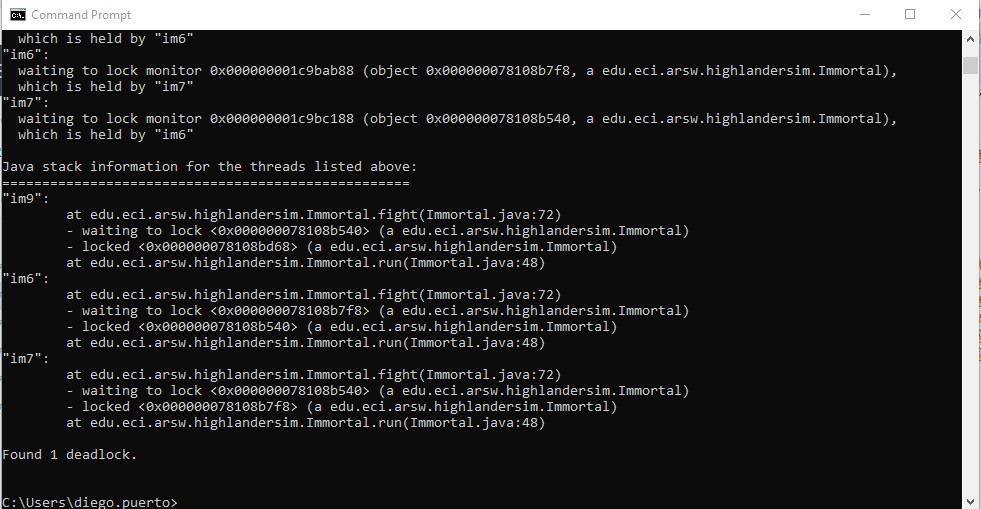 Command Prompt
which is held by "im6"
"im6":
  waiting to lock monitor 0x000000001c9bab88 (object 0x000000078108b7f8, a edu.eci.arsw.highlandersim.Immortal),
  which is held by "im7"
"im7":
  waiting to lock monitor 0x000000001c9bc188 (object 0x000000078108b540, a edu.eci.arsw.highlandersim.Immortal),
  which is held by "im6"

Java stack information for the threads listed above:
===================================================
"im9":
        at edu.eci.arsw.highlandersim.Immortal.fight(Immortal.java:72)
        - waiting to lock <0x000000078108b540> (a edu.eci.arsw.highlandersim.Immortal)
        - locked <0x000000078108bd68> (a edu.eci.arsw.highlandersim.Immortal)
        at edu.eci.arsw.highlandersim.Immortal.run(Immortal.java:48)
"im6":
        at edu.eci.arsw.highlandersim.Immortal.fight(Immortal.java:72)
        - waiting to lock <0x000000078108b7f8> (a edu.eci.arsw.highlandersim.Immortal)
        - locked <0x000000078108b540> (a edu.eci.arsw.highlandersim.Immortal)
        at edu.eci.arsw.highlandersim.Immortal.run(Immortal.java:48)
"im7":
        at edu.eci.arsw.highlandersim.Immortal.fight(Immortal.java:72)
        - waiting to lock <0x000000078108b540> (a edu.eci.arsw.highlandersim.Immortal)
        - locked <0x000000078108b7f8> (a edu.eci.arsw.highlandersim.Immortal)
        at edu.eci.arsw.highlandersim.Immortal.run(Immortal.java:48)

Found 1 deadlock.

C:\Users\diego.puerto>